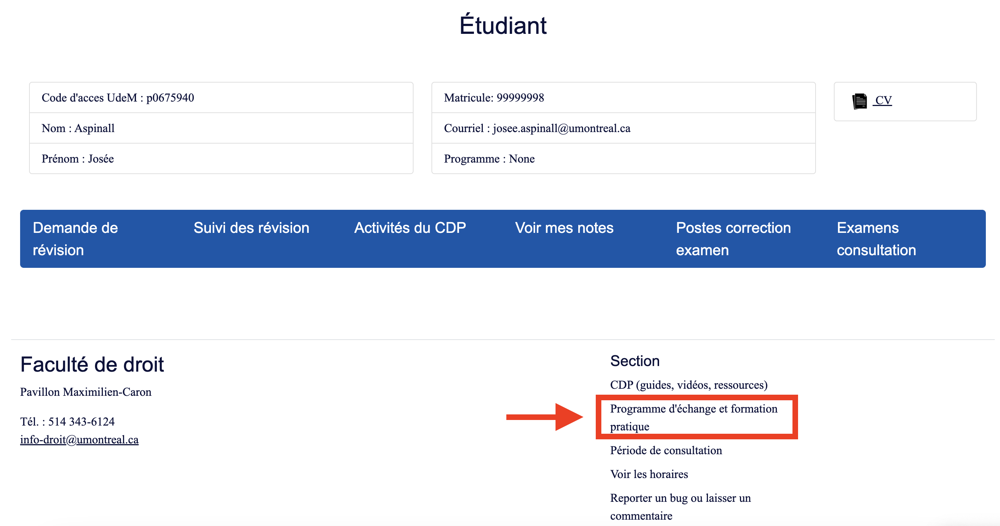 Étudiant
Code d'acces UdeM : p0675940
Nom : Aspinall
Prénom : Josée
Matricule: 99999998
Courriel : josee.aspinall@umontreal.ca
Programme : None
CV
Demande de
révision
Suivi des révision
Activités du CDP
Voir mes notes
Postes correction
examen
Examens
consultation
Faculté de droit
Pavillon Maximilien-Caron
Tél. : 514 343-6124
info-droit@umontreal.ca
Section
CDP (guides, vidéos, ressources)
Programme d'échange et formation
pratique
Période de consultation
Voir les horaires
Reporter un bug ou laisser un
commentaire